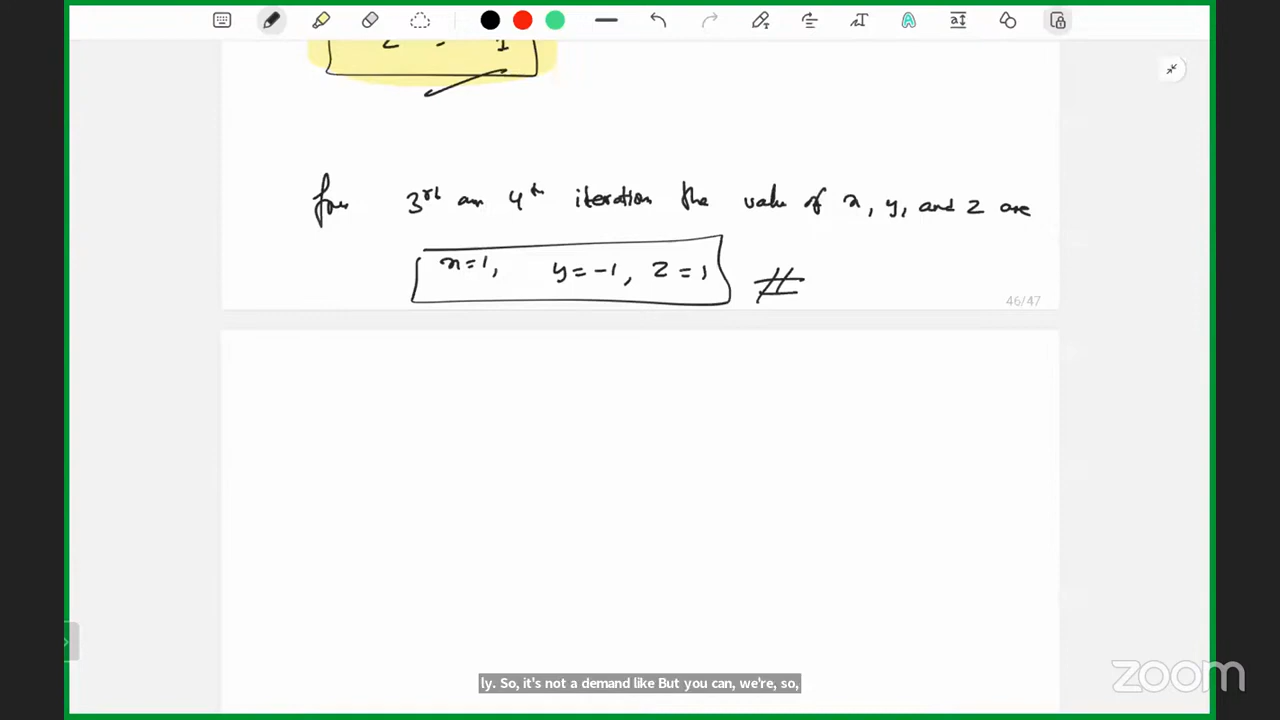 z = 1
for 3rd an 4th iteration the value of x, y, and z are
x=1, y=-1, z=1
46/47
ly. So, it's not a demand like But you can, we're, so,
zoom